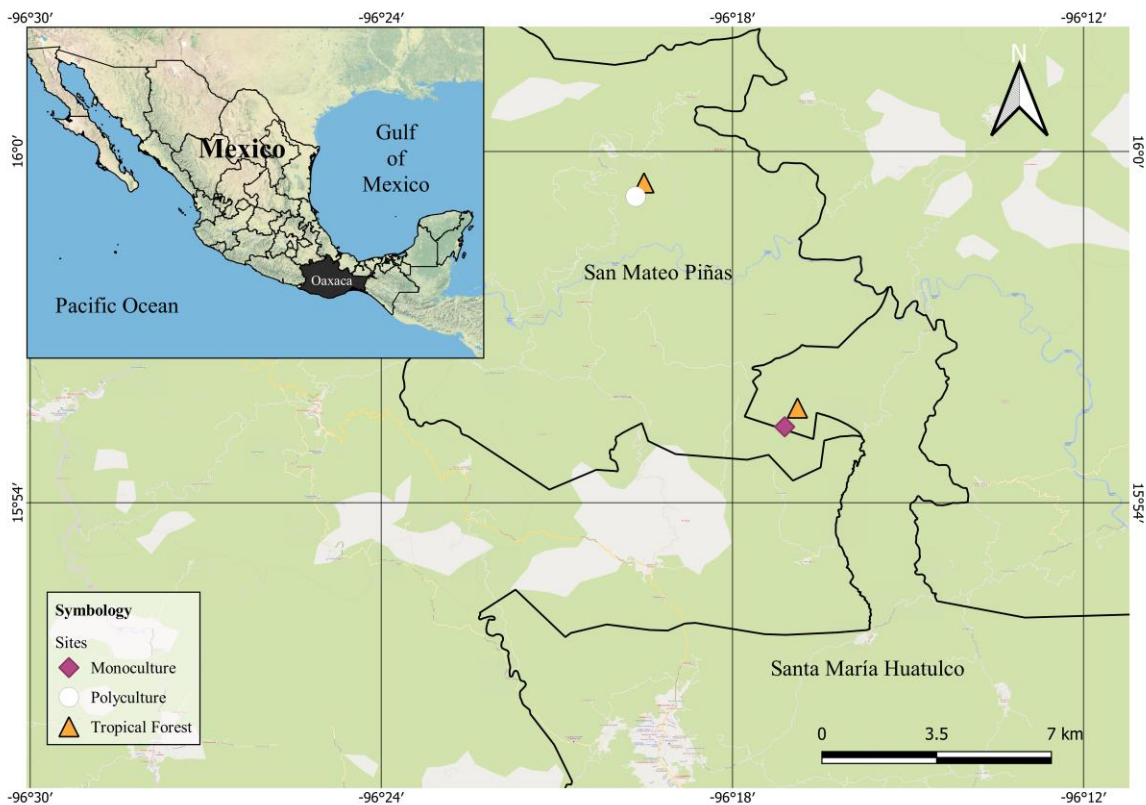 -96°30′
-96°24′
-96°18′
-96°12′
N
Mexico
Gulf
of
Mexico
16°0′
16°0′
San Mateo Piñas
Oaxaca
Pacific Ocean
15°54′
15°54′
Symbology
Sites
Monoculture
Polyculture
Tropical Forest
Santa María Huatulco
0
3.5
7 km
-96°30′
-96°24′
-96°18′
-96°12′